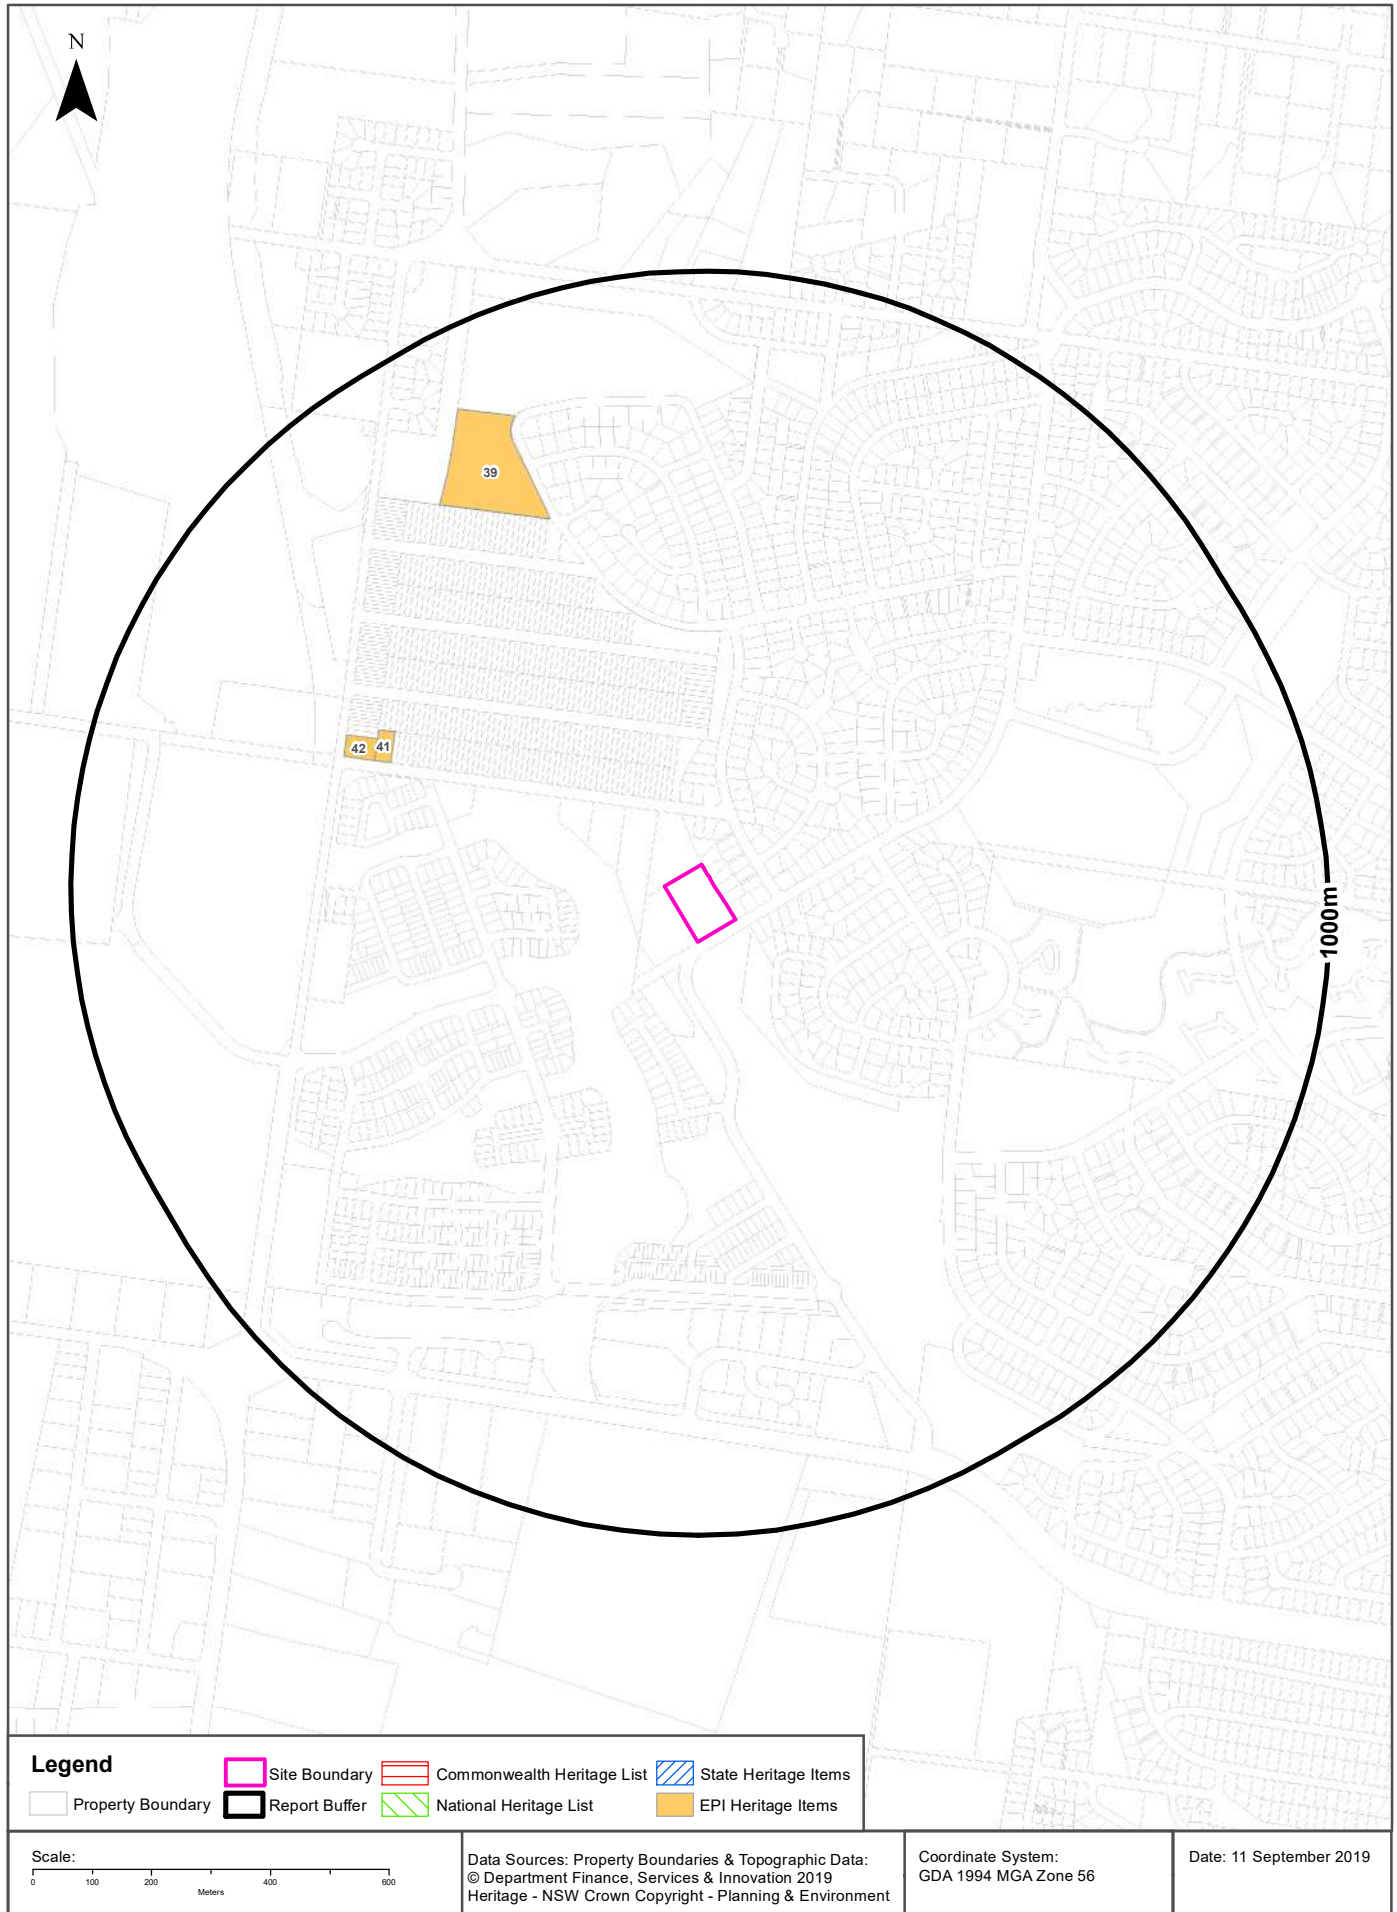 N
39
42
41
1000m
Legend
Site Boundary
Commonwealth Heritage List
State Heritage Items
Property Boundary
Report Buffer
National Heritage List
EPI Heritage Items
Scale:
0 100 200 400 600
Meters
Data Sources: Property Boundaries & Topographic Data:
© Department Finance, Services & Innovation 2019
Heritage - NSW Crown Copyright - Planning & Environment
Coordinate System:
GDA 1994 MGA Zone 56
Date: 11 September 2019